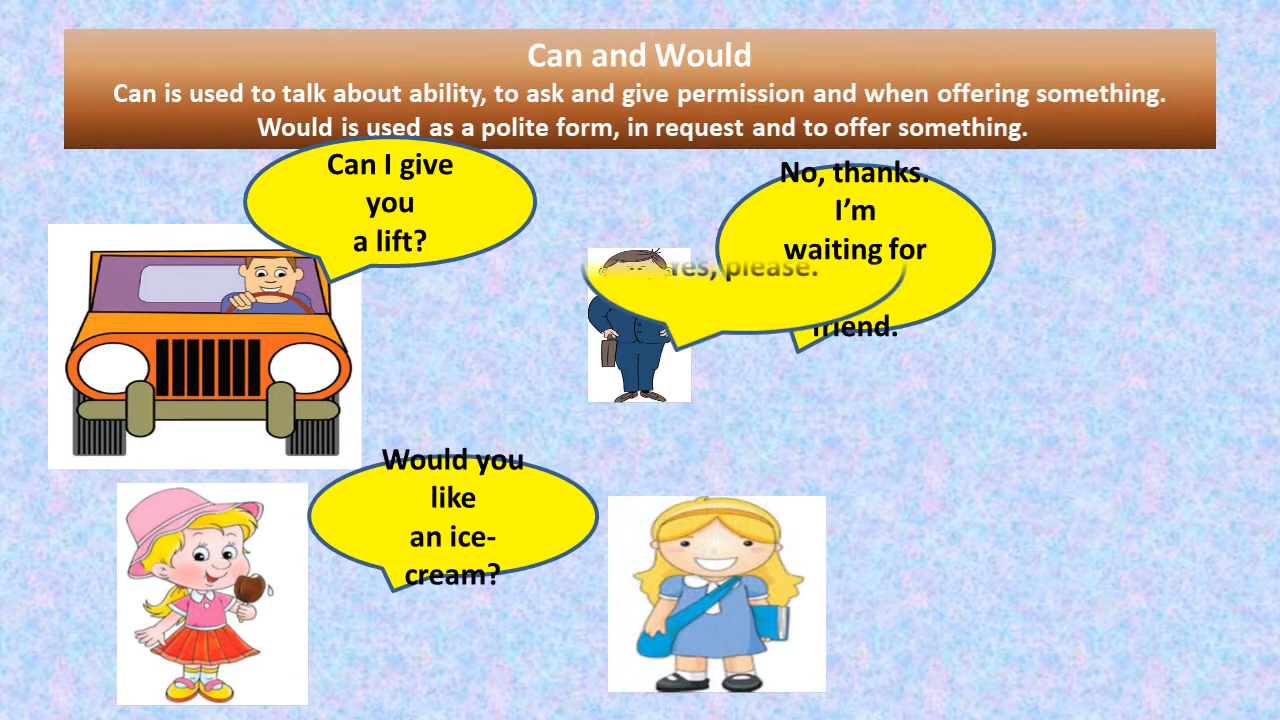 Can and Would
Can is used to talk about ability, to ask and give permission and when offering something.
Would is used as a polite form, in request and to offer something.
Can I give
you
a lift?
No, thanks.
I’m
waiting for
friend.
Yes, please.
Would you
like
an ice-
cream?